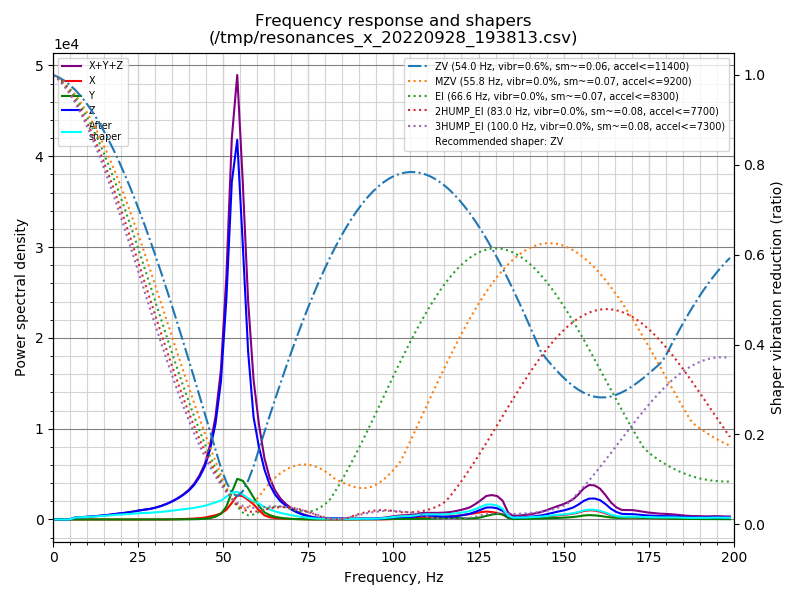 Frequency response and shapers
(/tmp/resonances_x_20220928_193813.csv)
1e4
X+Y+Z
X
Y
Z
After
shaper
ZV (54.0 Hz, vibr=0.6%, sm~=0.06, accel<=11400)
MZV (55.8 Hz, vibr=0.0%, sm~=0.07, accel<=9200)
EI (66.6 Hz, vibr=0.0%, sm~=0.07, accel<=8300)
2HUMP_EI (83.0 Hz, vibr=0.0%, sm~=0.08, accel<=7700)
3HUMP_EI (100.0 Hz, vibr=0.0%, sm~=0.08, accel<=7300)
Recommended shaper: ZV
Power spectral density
5
4
3
2
1
0
1.0
0.8
0.6
0.4
0.2
0.0
Shaper vibration reduction (ratio)
0 25 50 75 100 125 150 175 200
Frequency, Hz